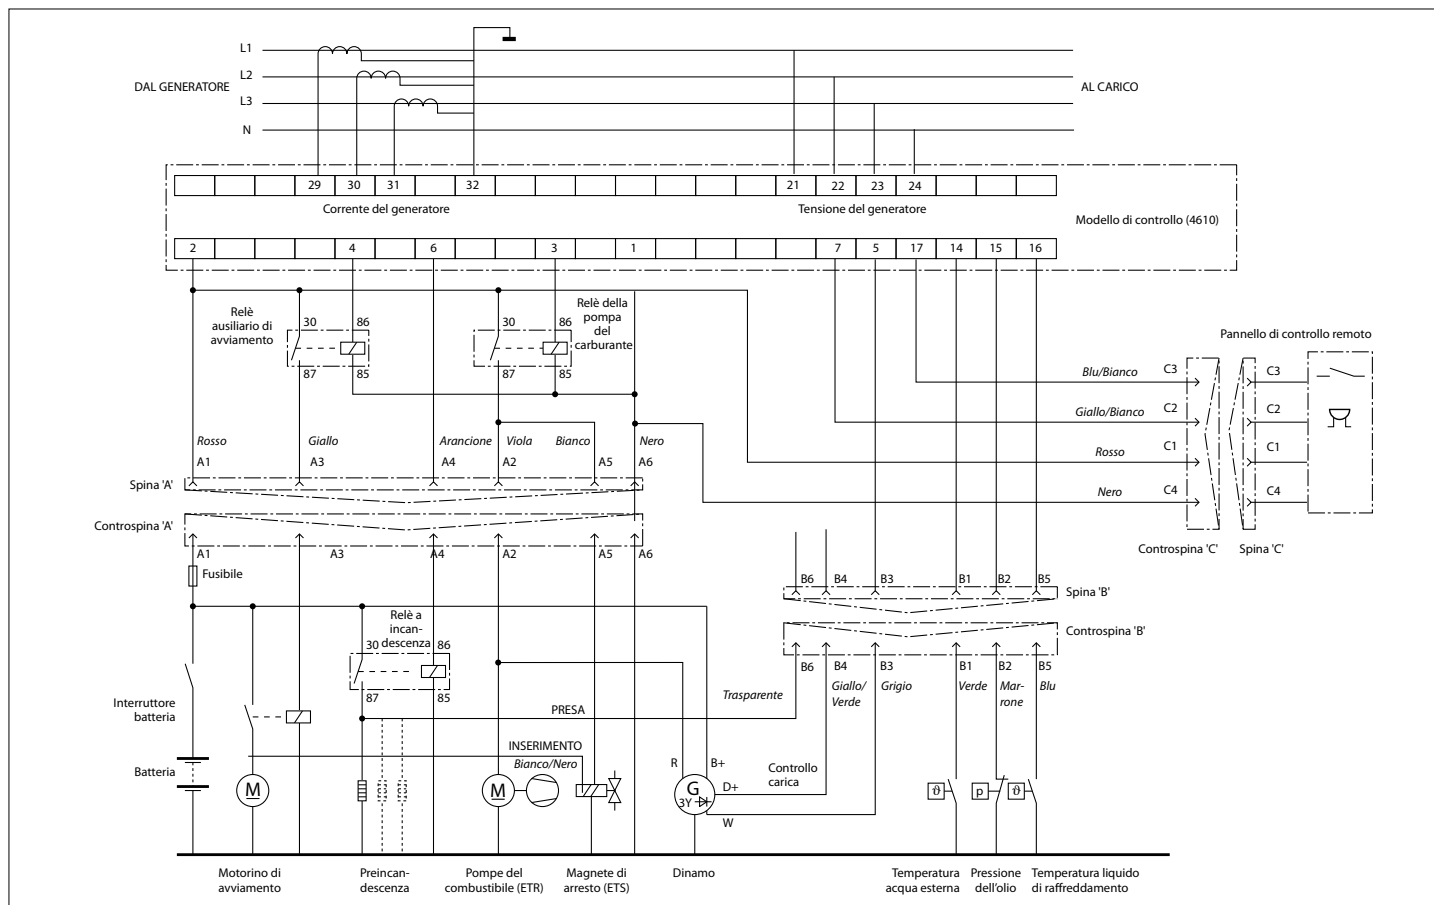 L1
L2
DAL GENERATORE
AL CARICO
L3
N
29 30 31 32 21 22 23 24
Corrente del generatore
Tensione del generatore
Modello di controllo (4610)
2 4 6 3 1 7 5 17 14 15 16
Relè
ausiliario di
avviamento
30 86
87 85
30 86
87 85
Relè della
pompa
del
carburante
Pannello di controllo remoto
Blu/Bianco C3 C3
Giallo/Bianco C2 C2
Rosso C1 C1
Nero C4 C4
Controspina 'C' Spina 'C'
Rosso Giallo Arancione Viola Bianco Nero
A1 A3 A4 A2 A5 A6
Spina 'A'
Controspina 'A'
A1 A3 A4 A2 A5 A6
Fusibile
B6 B4 B3 B1 B2 B5
Spina 'B'
Controspina 'B'
B6 B4 B3 B1 B2 B5
Trasparente
Giallo/
Verde
Grigio
Verde
Mar-
rone
Blu
Relè a
incan-
descenza
30 86
87 85
PRESA
Interruttore
batteria
INSERIMENTO
Bianco/Nero
Batteria
M
M
R B+
G
3Y
D+
W
Controllo
carica
ϑ p ϑ
Motorino di
avviamento
Preincan-
descenza
Pompe del
combustibile (ETR)
Magnete di
arresto (ETS)
Dinamo
Temperatura
acqua esterna
Pressione
dell'olio
Temperatura liquido
di raffreddamento